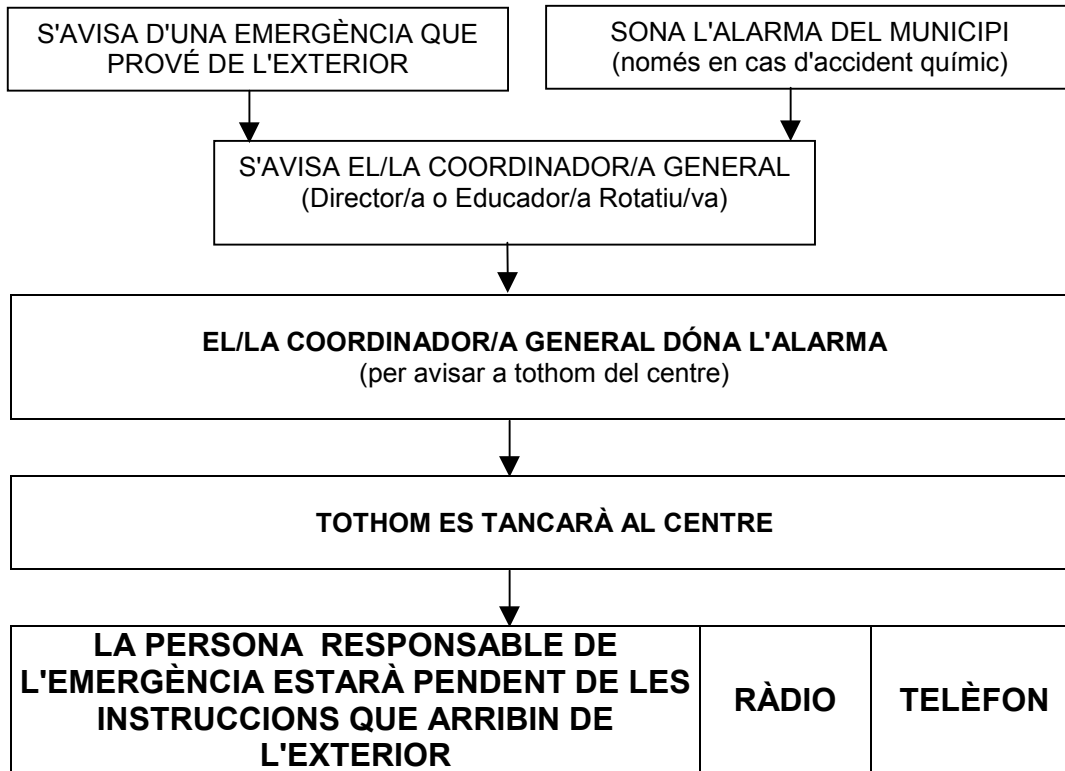 S'AVISA D'UNA EMERGÈNCIA QUE
PROVÉ DE L'EXTERIOR
SONA L'ALARMA DEL MUNICIPI
(només en cas d'accident químic)
S'AVISA EL/LA COORDINADOR/A GENERAL
(Director/a o Educador/a Rotatiu/va)
EL/LA COORDINADOR/A GENERAL DÓNA L'ALARMA
(per avisar a tothom del centre)
TOTHOM ES TANCARÀ AL CENTRE
LA PERSONA RESPONSABLE DE
L'EMERGÈNCIA ESTARÀ PENDENT DE LES
INSTRUCCIONS QUE ARRIBIN DE
L'EXTERIOR
RÀDIO
TELÈFON